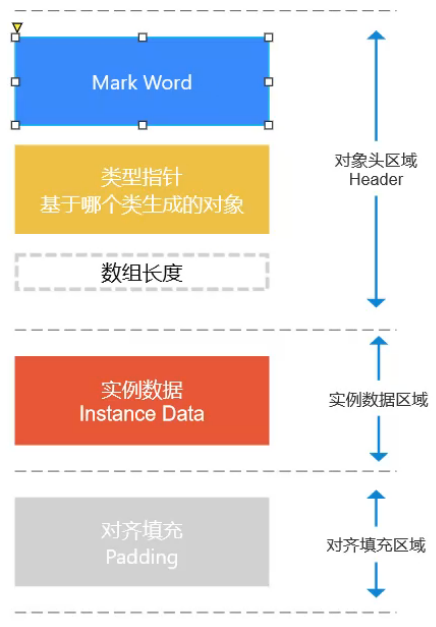 Mark Word
对象头区域
Header
类型指针
基于哪个类生成的对象
数组长度
实例数据
Instance Data
实例数据区域
对齐填充
Padding
对齐填充区域